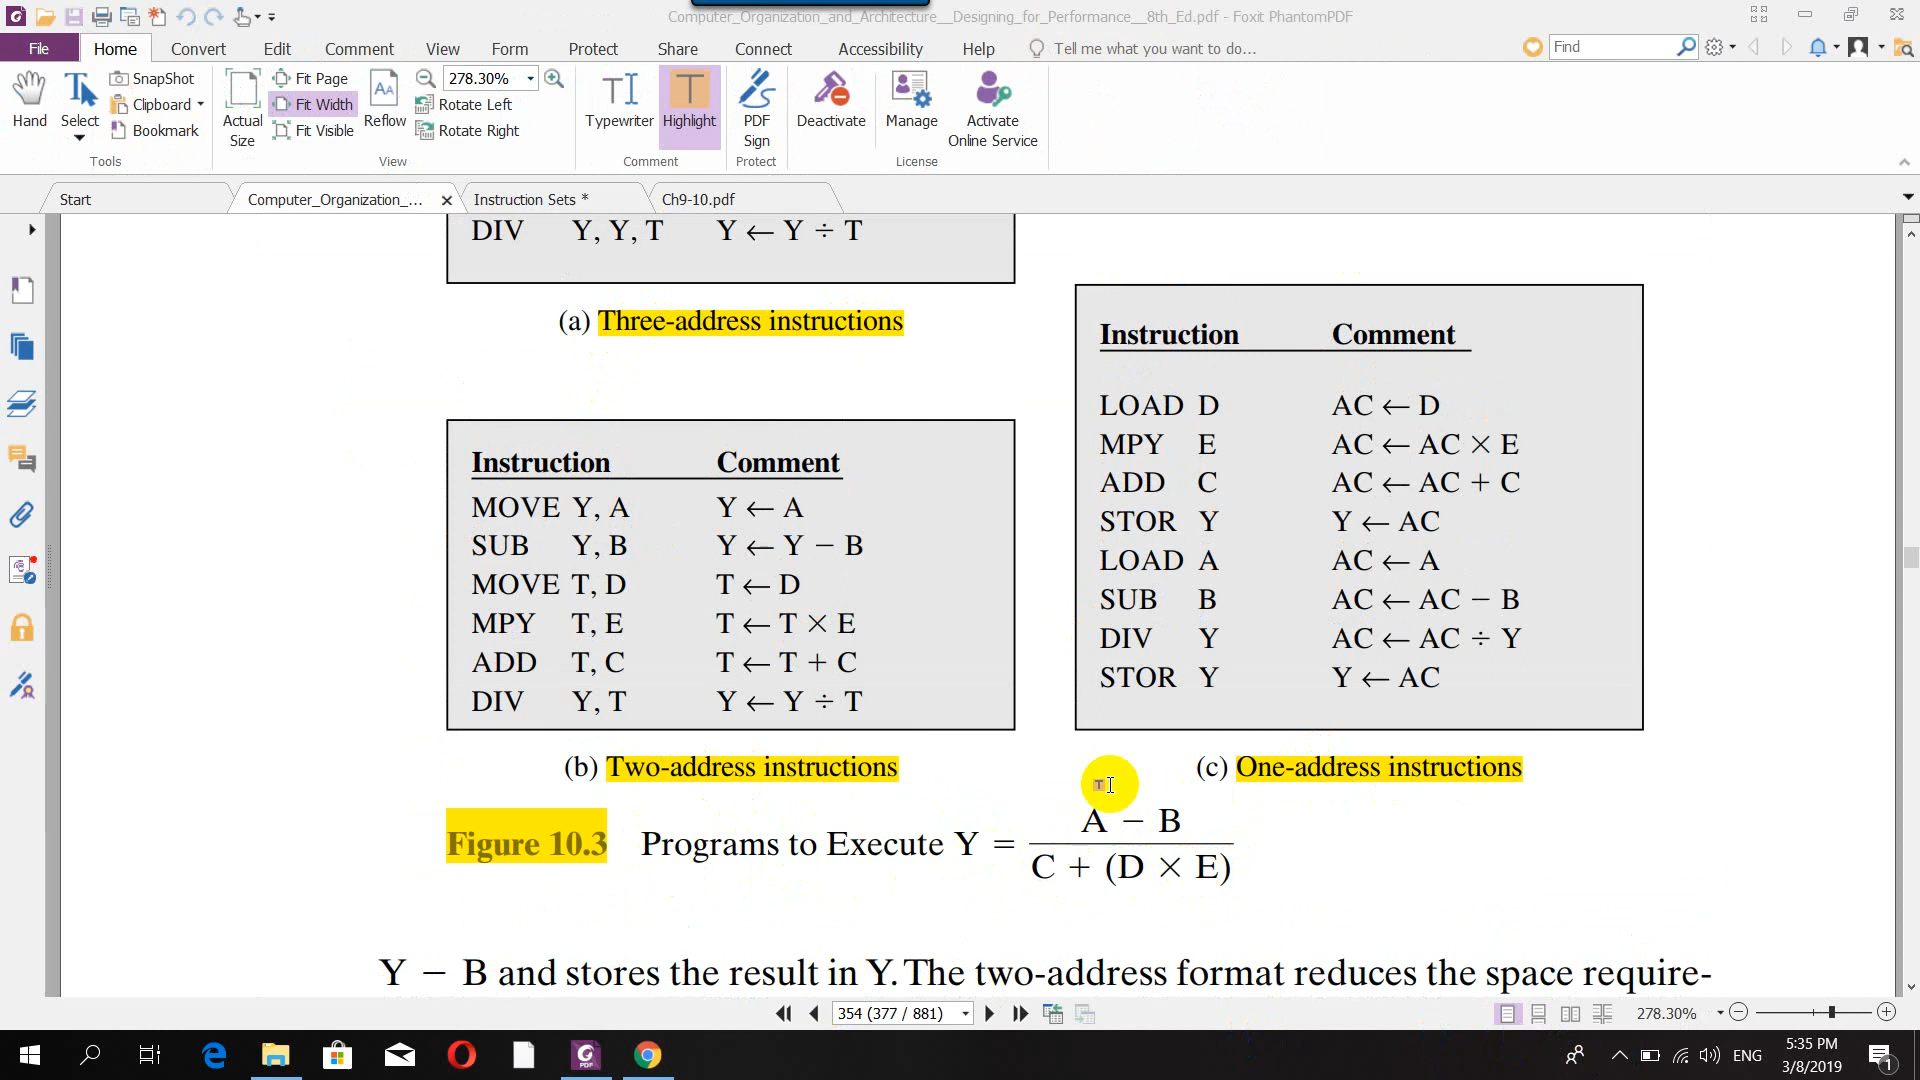 Computer_Organization_and_Architecture__Designing_for_Performance__8th_Ed.pdf - Foxit PhantomPDF
File Home Convert Edit Comment View Form Protect Share Connect Accessibility Help Tell me what you want to do... Find
Hand
Select
SnapShot
Clipboard
Bookmark
Tools
Actual Size
Fit Page
Fit Width
Fit Visible
Reflow
278.30%
Rotate Left
Rotate Right
View
Typewriter
Highlight
Comment
PDF Sign
Protect
Deactivate
Manage
Activate Online Service
License
Start
Computer_Organization_...
Instruction Sets *
Ch9-10.pdf
DIV Y, Y, T Y ← Y ÷ T
(a) Three-address instructions
Instruction Comment
MOVE Y, A Y ← A
SUB Y, B Y ← Y − B
MOVE T, D T ← D
MPY T, E T ← T × E
ADD T, C T ← T + C
DIV Y, T Y ← Y ÷ T
(b) Two-address instructions
Instruction Comment
LOAD D AC ← D
MPY E AC ← AC × E
ADD C AC ← AC + C
STOR Y Y ← AC
LOAD A AC ← A
SUB B AC ← AC − B
DIV Y AC ← AC ÷ Y
STOR Y Y ← AC
(c) One-address instructions
A − B
Figure 10.3 Programs to Execute Y =
C + (D × E)
Y − B and stores the result in Y. The two-address format reduces the space require-
354 (377 / 881)
278.30%
ENG
5:35 PM
3/8/2019
1